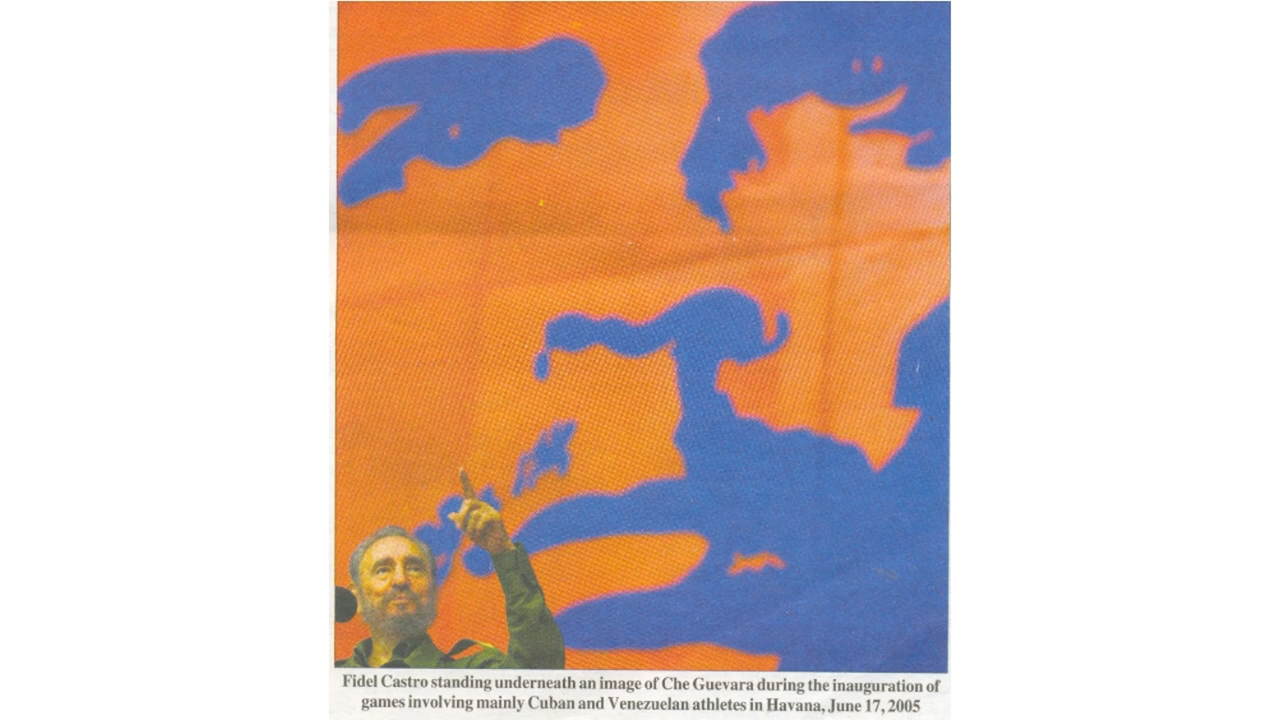 Fidel Castro standing underneath an image of Che Guevara during the inauguration of
games involving mainly Cuban and Venezuelan athletes in Havana, June 17, 2005